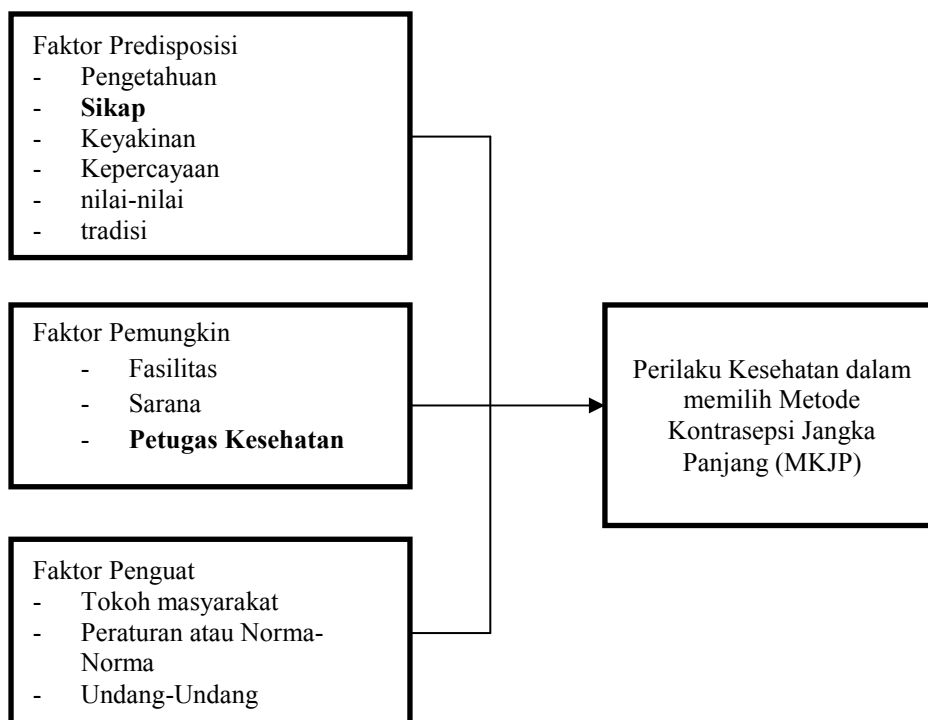 Faktor Predisposisi
- Pengetahuan
- Sikap
- Keyakinan
- Kepercayaan
- nilai-nilai
- tradisi
Faktor Pemungkin
- Fasilitas
- Sarana
- Petugas Kesehatan
Faktor Penguat
- Tokoh masyarakat
- Peraturan atau Norma-
Norma
- Undang-Undang
Perilaku Kesehatan dalam
memilih Metode
Kontrasepsi Jangka
Panjang (MKJP)